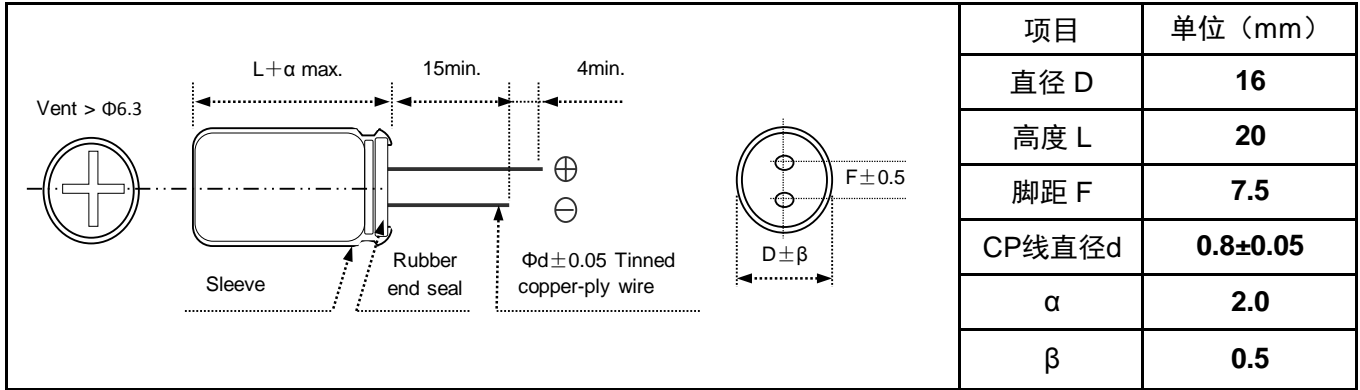 L+α max.
15min.
4min.
Vent > Φ6.3
⊕
⊖
F±0.5
D±β
Sleeve
Rubber
end seal
Φd±0.05 Tinned
copper-ply wire
项目 单位（mm）
直径 D 16
高度 L 20
脚距 F 7.5
CP线直径d 0.8±0.05
α 2.0
β 0.5